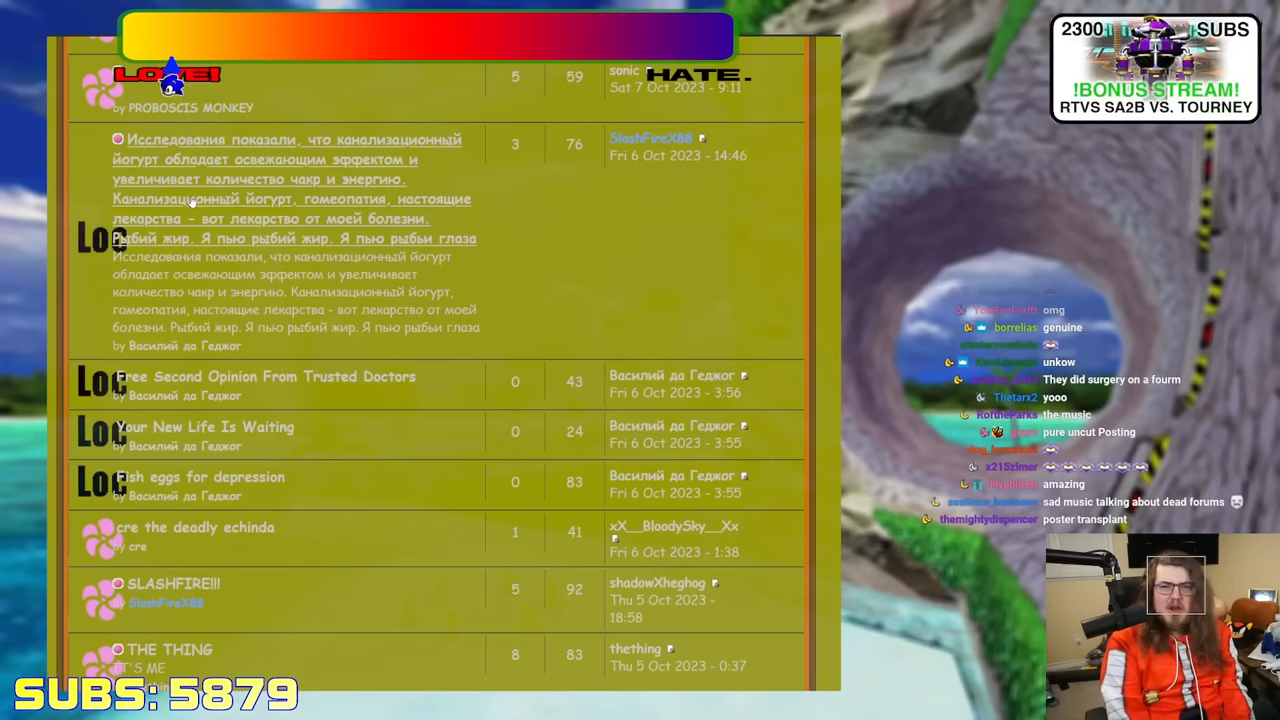 LOVE!
HATE.
2300
SUBS
!BONUS STREAM!
RTVS SA2B VS. TOURNEY
by PROBOSCIS MONKEY
5
59
sonic
Sat 7 Oct 2023 - 9:11
Исследования показали, что канализационный
йогурт обладает освежающим эффектом и
увеличивает количество чакр и энергию.
Канализационный йогурт, гомеопатия, настоящие
лекарства - вот лекарство от моей болезни.
Рыбий жир. Я пью рыбий жир. Я пью рыбьи глаза
Исследования показали, что канализационный йогурт
обладает освежающим эффектом и увеличивает
количество чакр и энергию. Канализационный йогурт,
гомеопатия, настоящие лекарства - вот лекарство от моей
болезни. Рыбий жир. Я пью рыбий жир. Я пью рыбьи глаза
by Василий да Геджог
3
76
SlashFireX88
Fri 6 Oct 2023 - 14:46
Free Second Opinion From Trusted Doctors
by Василий да Геджог
0
43
Василий да Геджог
Fri 6 Oct 2023 - 3:56
Your New Life Is Waiting
by Василий да Геджог
0
24
Василий да Геджог
Fri 6 Oct 2023 - 3:55
Fish eggs for depression
by Василий да Геджог
0
83
Василий да Геджог
Fri 6 Oct 2023 - 3:55
cre the deadly echinda
by cre
1
41
xX__BloodySky__Xx
Fri 6 Oct 2023 - 1:38
SLASHFIRE!!!
by SlashFireX88
5
92
shadowXheghog
Thu 5 Oct 2023 -
18:58
THE THING
IT'S ME
8
83
thething
Thu 5 Oct 2023 - 0:37
SUBS: 5879
omg
borrelias genuine
unkow
They did surgery on a fourm
Thetarx2 yooo
RoftheParks the music
pure uncut Posting
x215zimer
amazing
sad music talking about dead forums
themightydispencer poster transplant